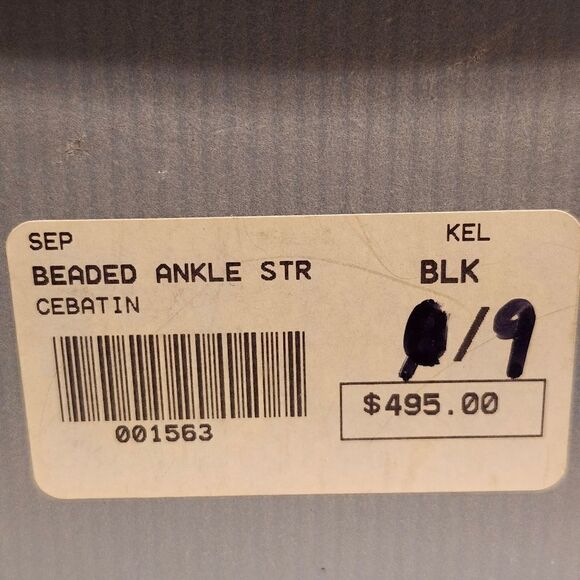 SEP KEL
BEADED ANKLE STR BLK
CEBATIN
/9
001563
$495.00